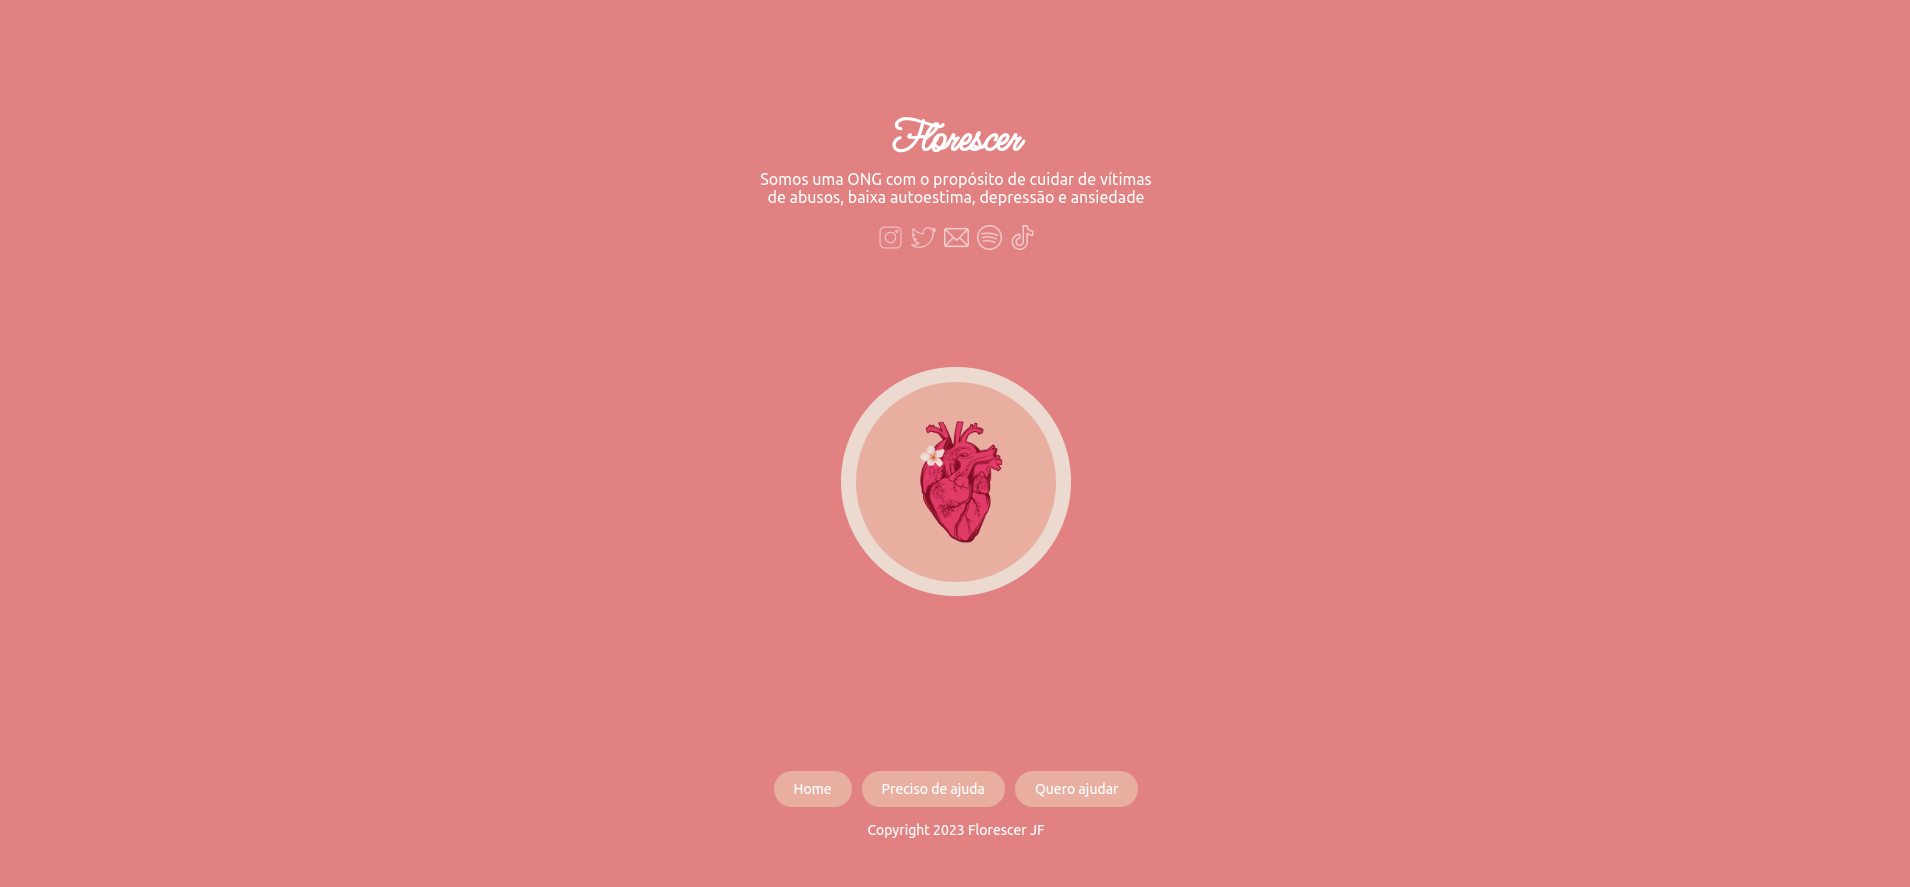 Florescer
Somos uma ONG com o propósito de cuidar de vítimas
de abusos, baixa autoestima, depressão e ansiedade
Home
Preciso de ajuda
Quero ajudar
Copyright 2023 Florescer JF